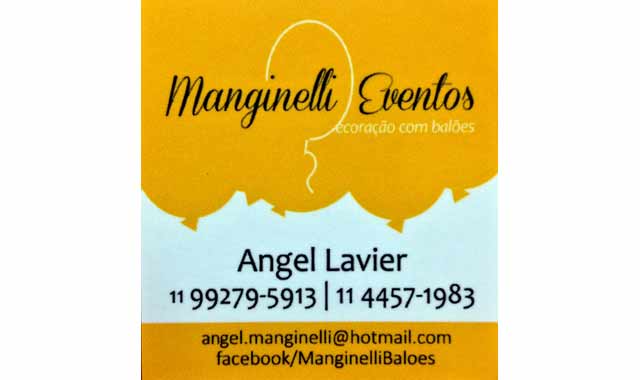 Manginelli Eventos
ecoração com balões
Angel Lavier
11 99279-5913 | 11 4457-1983
angel.manginelli@hotmail.com
facebook/ManginelliBaloes